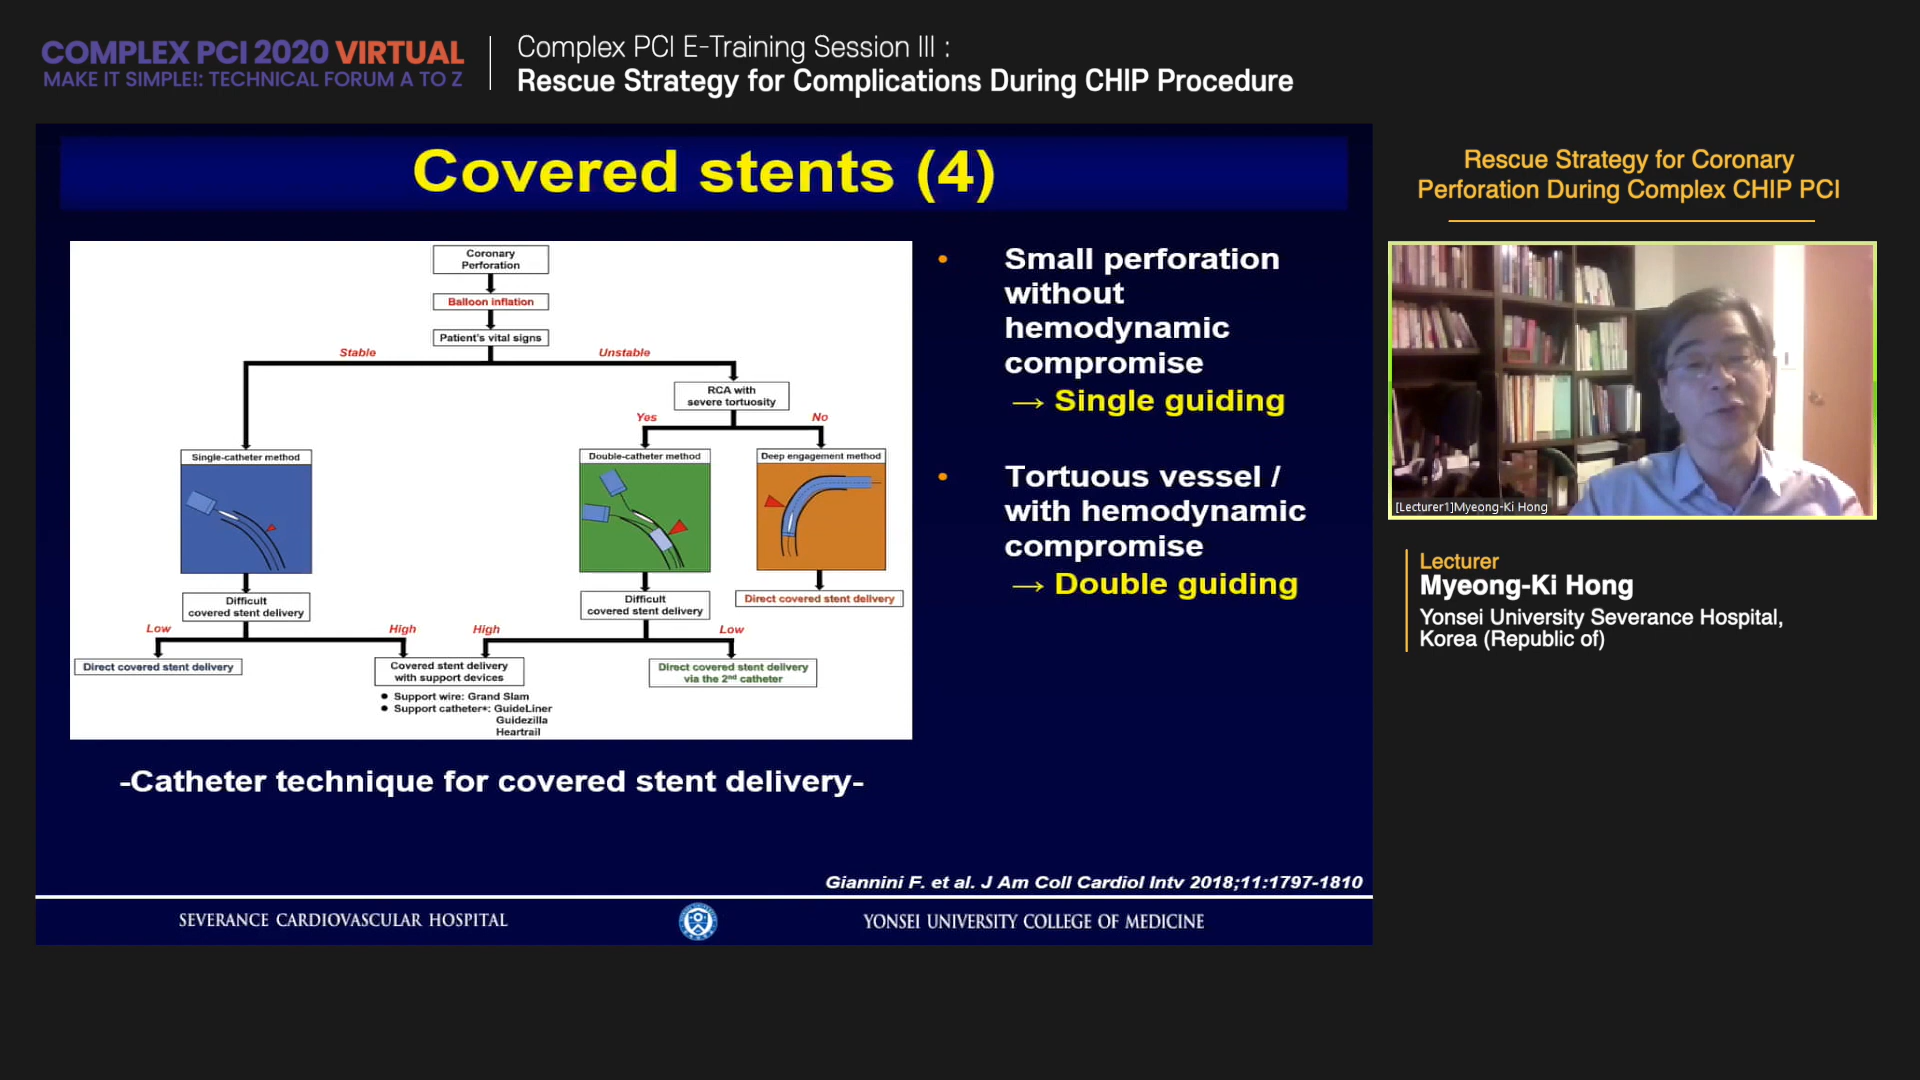 COMPLEX PCI 2020 VIRTUAL
MAKE IT SIMPLE!: TECHNICAL FORUM A TO Z
Complex PCI E-Training Session III :
Rescue Strategy for Complications During CHIP Procedure
Covered stents (4)
Coronary
Perforation
Balloon inflation
Patient's vital signs
Stable
Unstable
RCA with
severe tortuosity
Yes
No
Single-catheter method
Double-catheter method
Deep engagement method
Difficult
covered stent delivery
Difficult
covered stent delivery
Direct covered stent delivery
Low
High
High
Low
Direct covered stent delivery
Covered stent delivery
with support devices
Direct covered stent delivery
via the 2nd catheter
● Support wire: Grand Slam
● Support catheter*: GuideLiner
Guidezilla
Heartrail
-Catheter technique for covered stent delivery-
• Small perforation
without
hemodynamic
compromise
→ Single guiding
• Tortuous vessel /
with hemodynamic
compromise
→ Double guiding
Giannini F. et al. J Am Coll Cardiol Intv 2018;11:1797-1810
SEVERANCE CARDIOVASCULAR HOSPITAL
YONSEI UNIVERSITY COLLEGE OF MEDICINE
Rescue Strategy for Coronary
Perforation During Complex CHIP PCI
[Lecturer1]Myeong-Ki Hong
Lecturer
Myeong-Ki Hong
Yonsei University Severance Hospital,
Korea (Republic of)